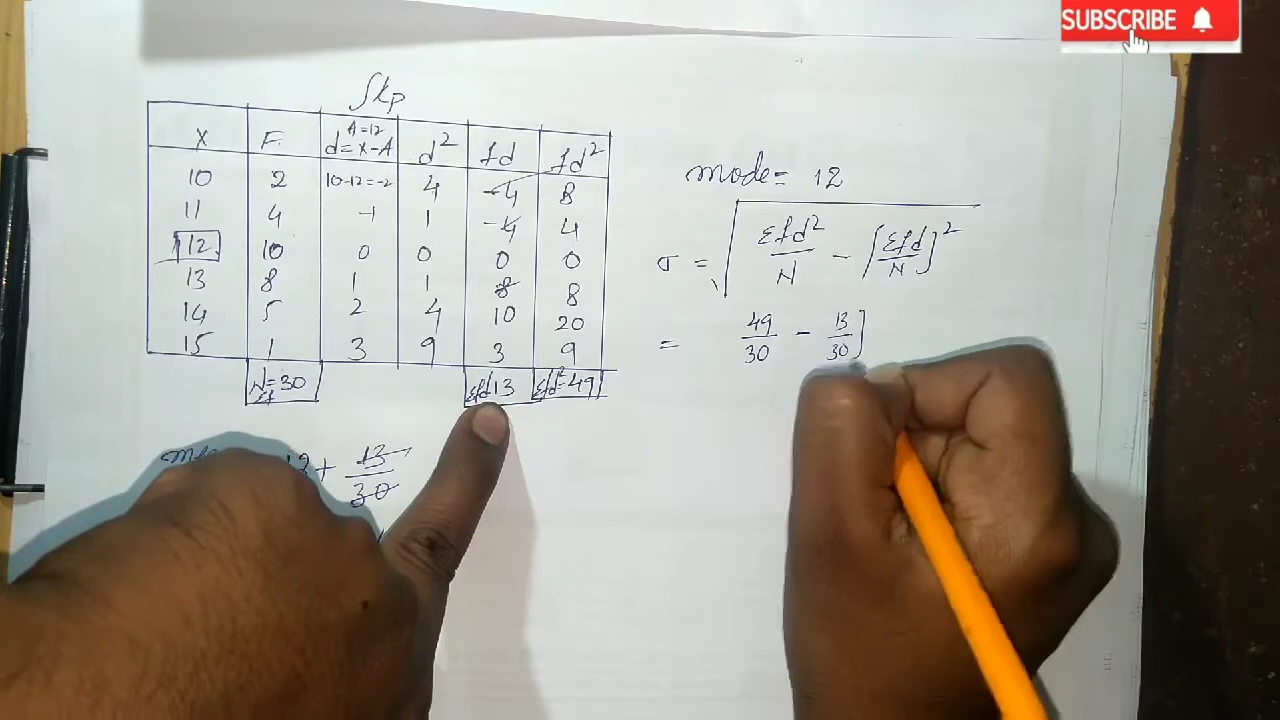 SUBSCRIBE
Skp
X F A=12 d=X-A d² fd fd²
10 2 10-12=-2 4 -4 8
11 4 -1 1 -4 4
12 10 0 0 0 0
13 8 1 1 8 8
14 5 2 4 10 20
15 1 3 9 3 9
N=30 Σfd=13 Σfd²=49
Σf
mode = 12
σ = √ Σfd²/N - [Σfd/N]²
= 49/30 - 13/30]
12 + 13/30